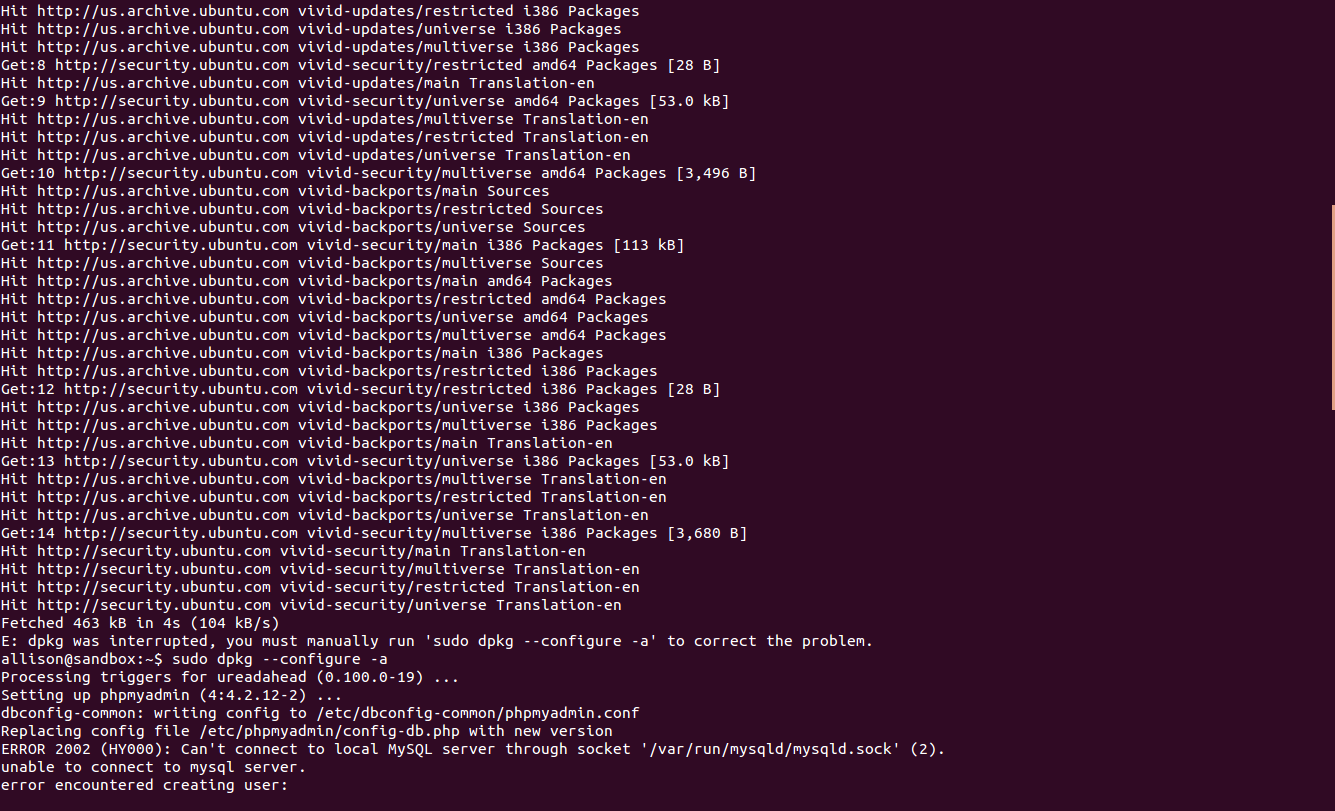 Hit http://us.archive.ubuntu.com vivid-updates/restricted i386 Packages
Hit http://us.archive.ubuntu.com vivid-updates/universe i386 Packages
Hit http://us.archive.ubuntu.com vivid-updates/multiverse i386 Packages
Get:8 http://security.ubuntu.com vivid-security/restricted amd64 Packages [28 B]
Hit http://us.archive.ubuntu.com vivid-updates/main Translation-en
Get:9 http://security.ubuntu.com vivid-security/universe amd64 Packages [53.0 kB]
Hit http://us.archive.ubuntu.com vivid-updates/multiverse Translation-en
Hit http://us.archive.ubuntu.com vivid-updates/restricted Translation-en
Hit http://us.archive.ubuntu.com vivid-updates/universe Translation-en
Get:10 http://security.ubuntu.com vivid-security/multiverse amd64 Packages [3,496 B]
Hit http://us.archive.ubuntu.com vivid-backports/main Sources
Hit http://us.archive.ubuntu.com vivid-backports/restricted Sources
Hit http://us.archive.ubuntu.com vivid-backports/universe Sources
Get:11 http://security.ubuntu.com vivid-security/main i386 Packages [113 kB]
Hit http://us.archive.ubuntu.com vivid-backports/multiverse Sources
Hit http://us.archive.ubuntu.com vivid-backports/main amd64 Packages
Hit http://us.archive.ubuntu.com vivid-backports/restricted amd64 Packages
Hit http://us.archive.ubuntu.com vivid-backports/universe amd64 Packages
Hit http://us.archive.ubuntu.com vivid-backports/multiverse amd64 Packages
Hit http://us.archive.ubuntu.com vivid-backports/main i386 Packages
Hit http://us.archive.ubuntu.com vivid-backports/restricted i386 Packages
Get:12 http://security.ubuntu.com vivid-security/restricted i386 Packages [28 B]
Hit http://us.archive.ubuntu.com vivid-backports/universe i386 Packages
Hit http://us.archive.ubuntu.com vivid-backports/multiverse i386 Packages
Hit http://us.archive.ubuntu.com vivid-backports/main Translation-en
Get:13 http://security.ubuntu.com vivid-security/universe i386 Packages [53.0 kB]
Hit http://us.archive.ubuntu.com vivid-backports/multiverse Translation-en
Hit http://us.archive.ubuntu.com vivid-backports/restricted Translation-en
Hit http://us.archive.ubuntu.com vivid-backports/universe Translation-en
Get:14 http://security.ubuntu.com vivid-security/multiverse i386 Packages [3,680 B]
Hit http://security.ubuntu.com vivid-security/main Translation-en
Hit http://security.ubuntu.com vivid-security/multiverse Translation-en
Hit http://security.ubuntu.com vivid-security/restricted Translation-en
Hit http://security.ubuntu.com vivid-security/universe Translation-en
Fetched 463 kB in 4s (104 kB/s)
E: dpkg was interrupted, you must manually run 'sudo dpkg --configure -a' to correct the problem.
allison@sandbox:~$ sudo dpkg --configure -a
Processing triggers for ureadahead (0.100.0-19) ...
Setting up phpmyadmin (4:4.2.12-2) ...
dbconfig-common: writing config to /etc/dbconfig-common/phpmyadmin.conf
Replacing config file /etc/phpmyadmin/config-db.php with new version
ERROR 2002 (HY000): Can't connect to local MySQL server through socket '/var/run/mysqld/mysqld.sock' (2).
unable to connect to mysql server.
error encountered creating user: